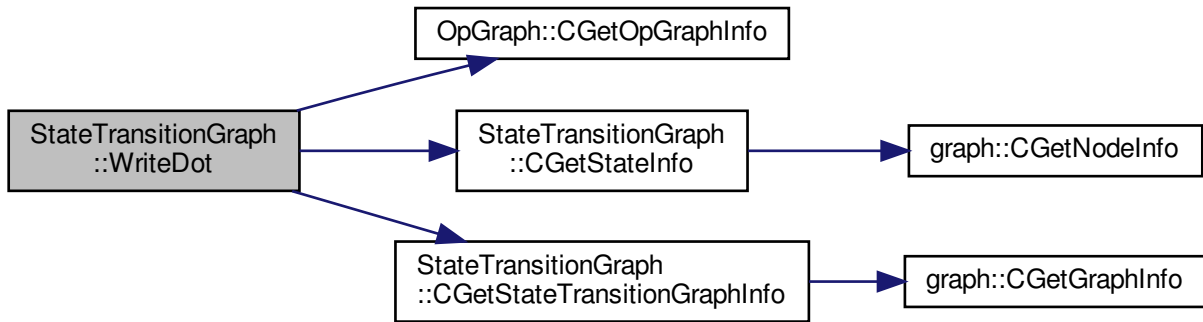 OpGraph::CGetOpGraphInfo
StateTransitionGraph
::WriteDot
StateTransitionGraph
::CGetStateInfo
graph::CGetNodeInfo
StateTransitionGraph
::CGetStateTransitionGraphInfo
graph::CGetGraphInfo